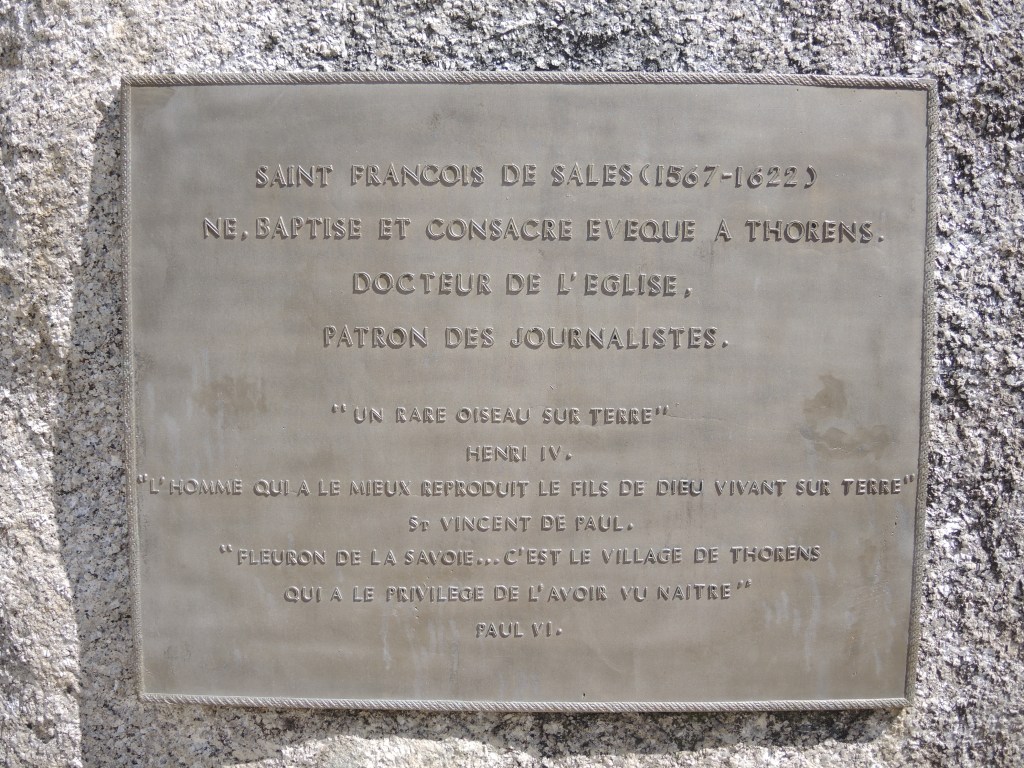 SAINT FRANCOIS DE SALES (1567-1622)
NE, BAPTISE ET CONSACRE EVEQUE A THORENS.
DOCTEUR DE L'EGLISE,
PATRON DES JOURNALISTES.
"UN RARE OISEAU SUR TERRE"
HENRI IV.
"L'HOMME QUI A LE MIEUX REPRODUIT LE FILS DE DIEU VIVANT SUR TERRE"
ST VINCENT DE PAUL.
"FLEURON DE LA SAVOIE... C'EST LE VILLAGE DE THORENS
QUI A LE PRIVILEGE DE L'AVOIR VU NAITRE"
PAUL VI.